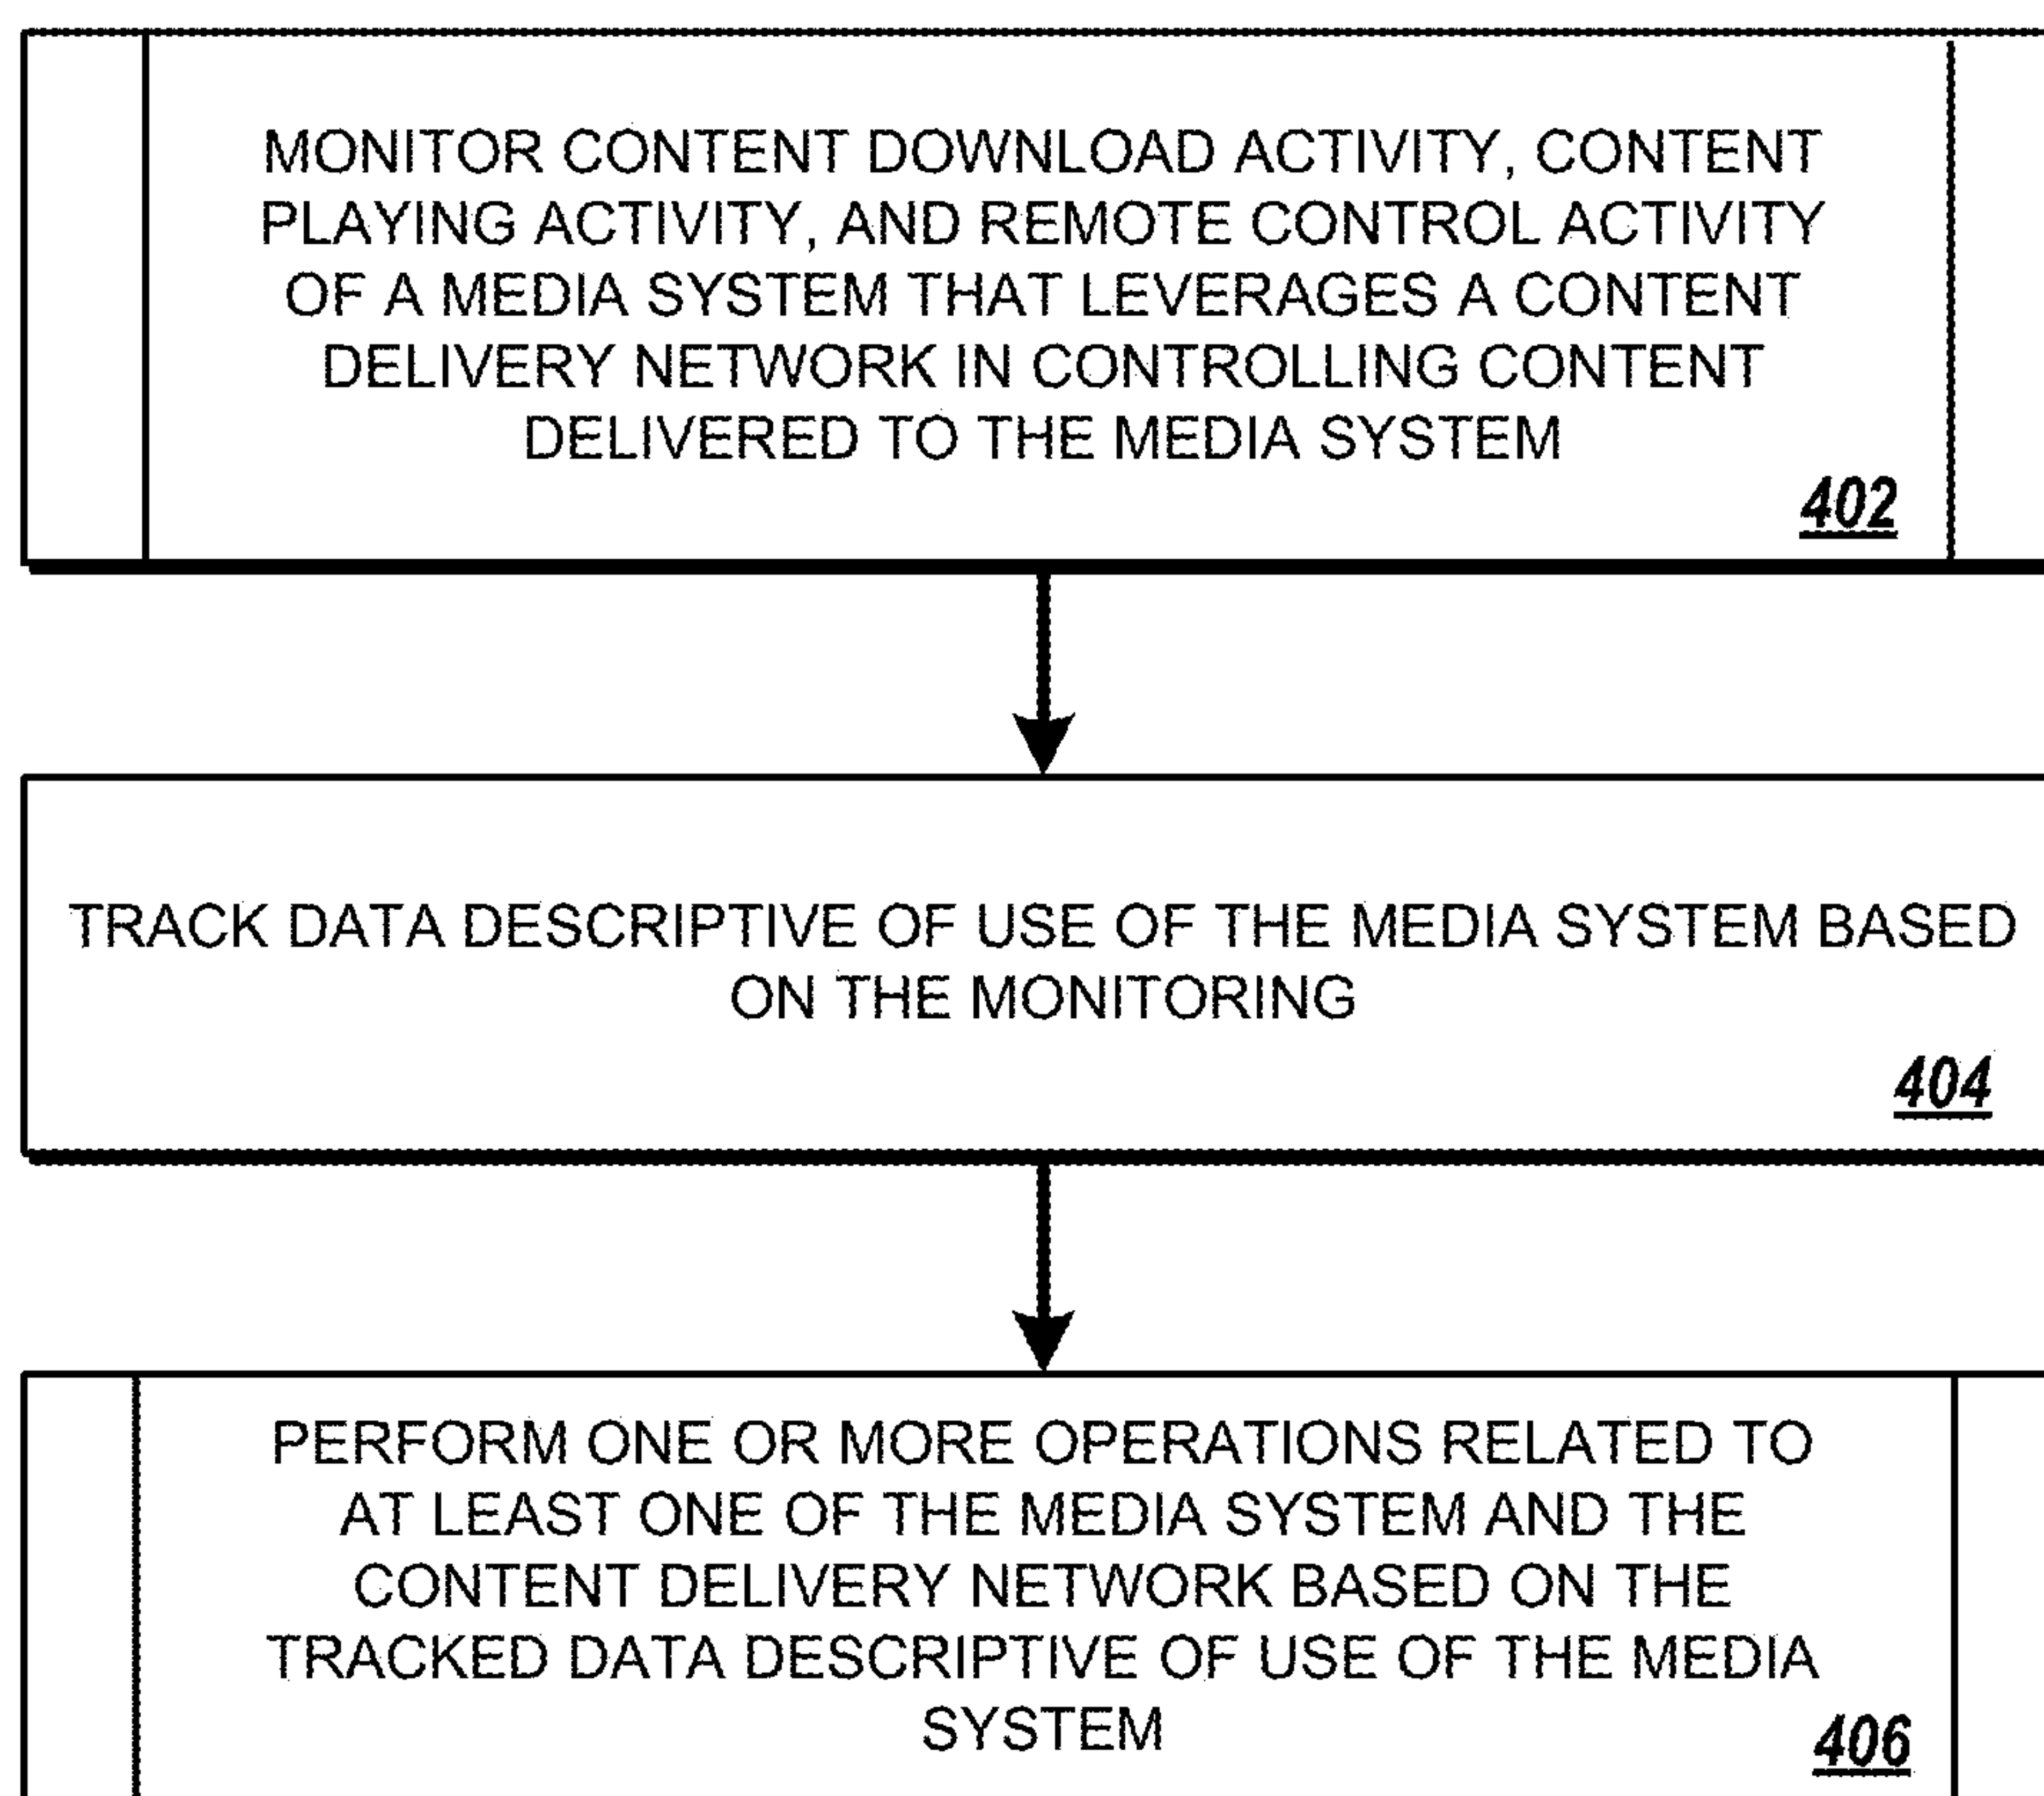 MONITOR CONTENT DOWNLOAD ACTIVITY, CONTENT
PLAYING ACTIVITY, AND REMOTE CONTROL ACTIVITY
OF A MEDIA SYSTEM THAT LEVERAGES A CONTENT
DELIVERY NETWORK IN CONTROLLING CONTENT
DELIVERED TO THE MEDIA SYSTEM
402
TRACK DATA DESCRIPTIVE OF USE OF THE MEDIA SYSTEM BASED
ON THE MONITORING
404
PERFORM ONE OR MORE OPERATIONS RELATED TO
AT LEAST ONE OF THE MEDIA SYSTEM AND THE
CONTENT DELIVERY NETWORK BASED ON THE
TRACKED DATA DESCRIPTIVE OF USE OF THE MEDIA
SYSTEM
406